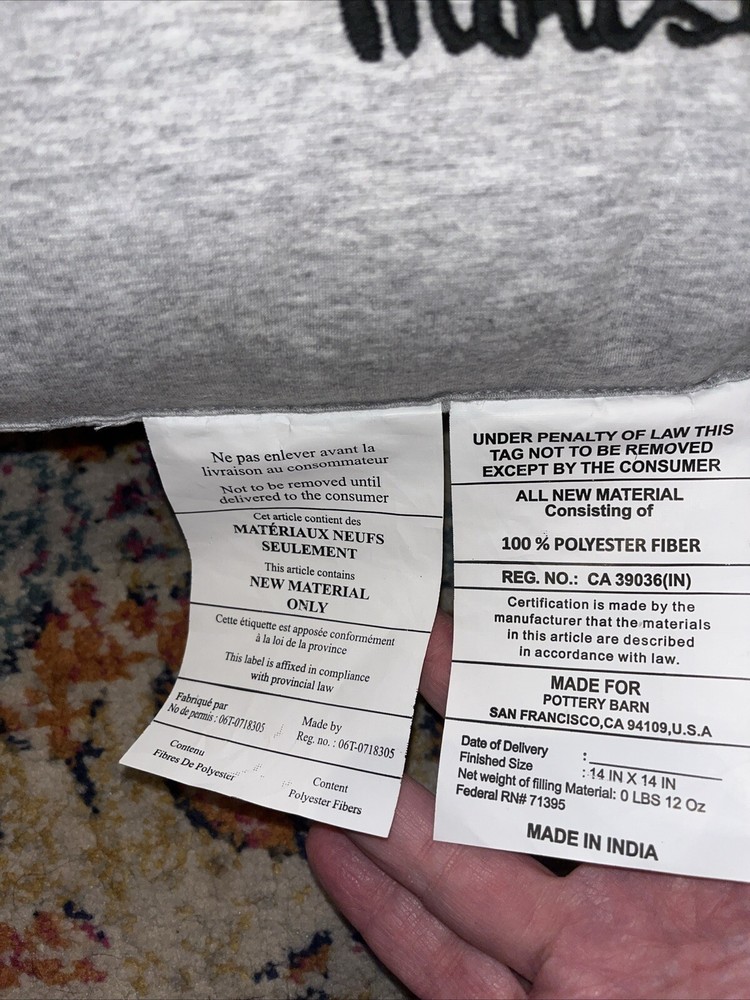 Ne pas enlever avant la
livraison au consommateur
Not to be removed until
delivered to the consumer
Cet article contient des
MATÉRIAUX NEUFS
SEULEMENT
This article contains
NEW MATERIAL
ONLY
Cette étiquette est apposée conformément
à la loi de la province
This label is affixed in compliance
with provincial law
Fabriqué par
No de permis : 06T-0718305
Made by
Reg. no. : 06T-0718305
Contenu
Fibres De Polyester
Content
Polyester Fibers
UNDER PENALTY OF LAW THIS
TAG NOT TO BE REMOVED
EXCEPT BY THE CONSUMER
ALL NEW MATERIAL
Consisting of
100 % POLYESTER FIBER
REG. NO.: CA 39036(IN)
Certification is made by the
manufacturer that the materials
in this article are described
in accordance with law.
MADE FOR
POTTERY BARN
SAN FRANCISCO,CA 94109,U.S.A
Date of Delivery :
Finished Size : 14 IN X 14 IN
Net weight of filling Material: 0 LBS 12 Oz
Federal RN# 71395
MADE IN INDIA